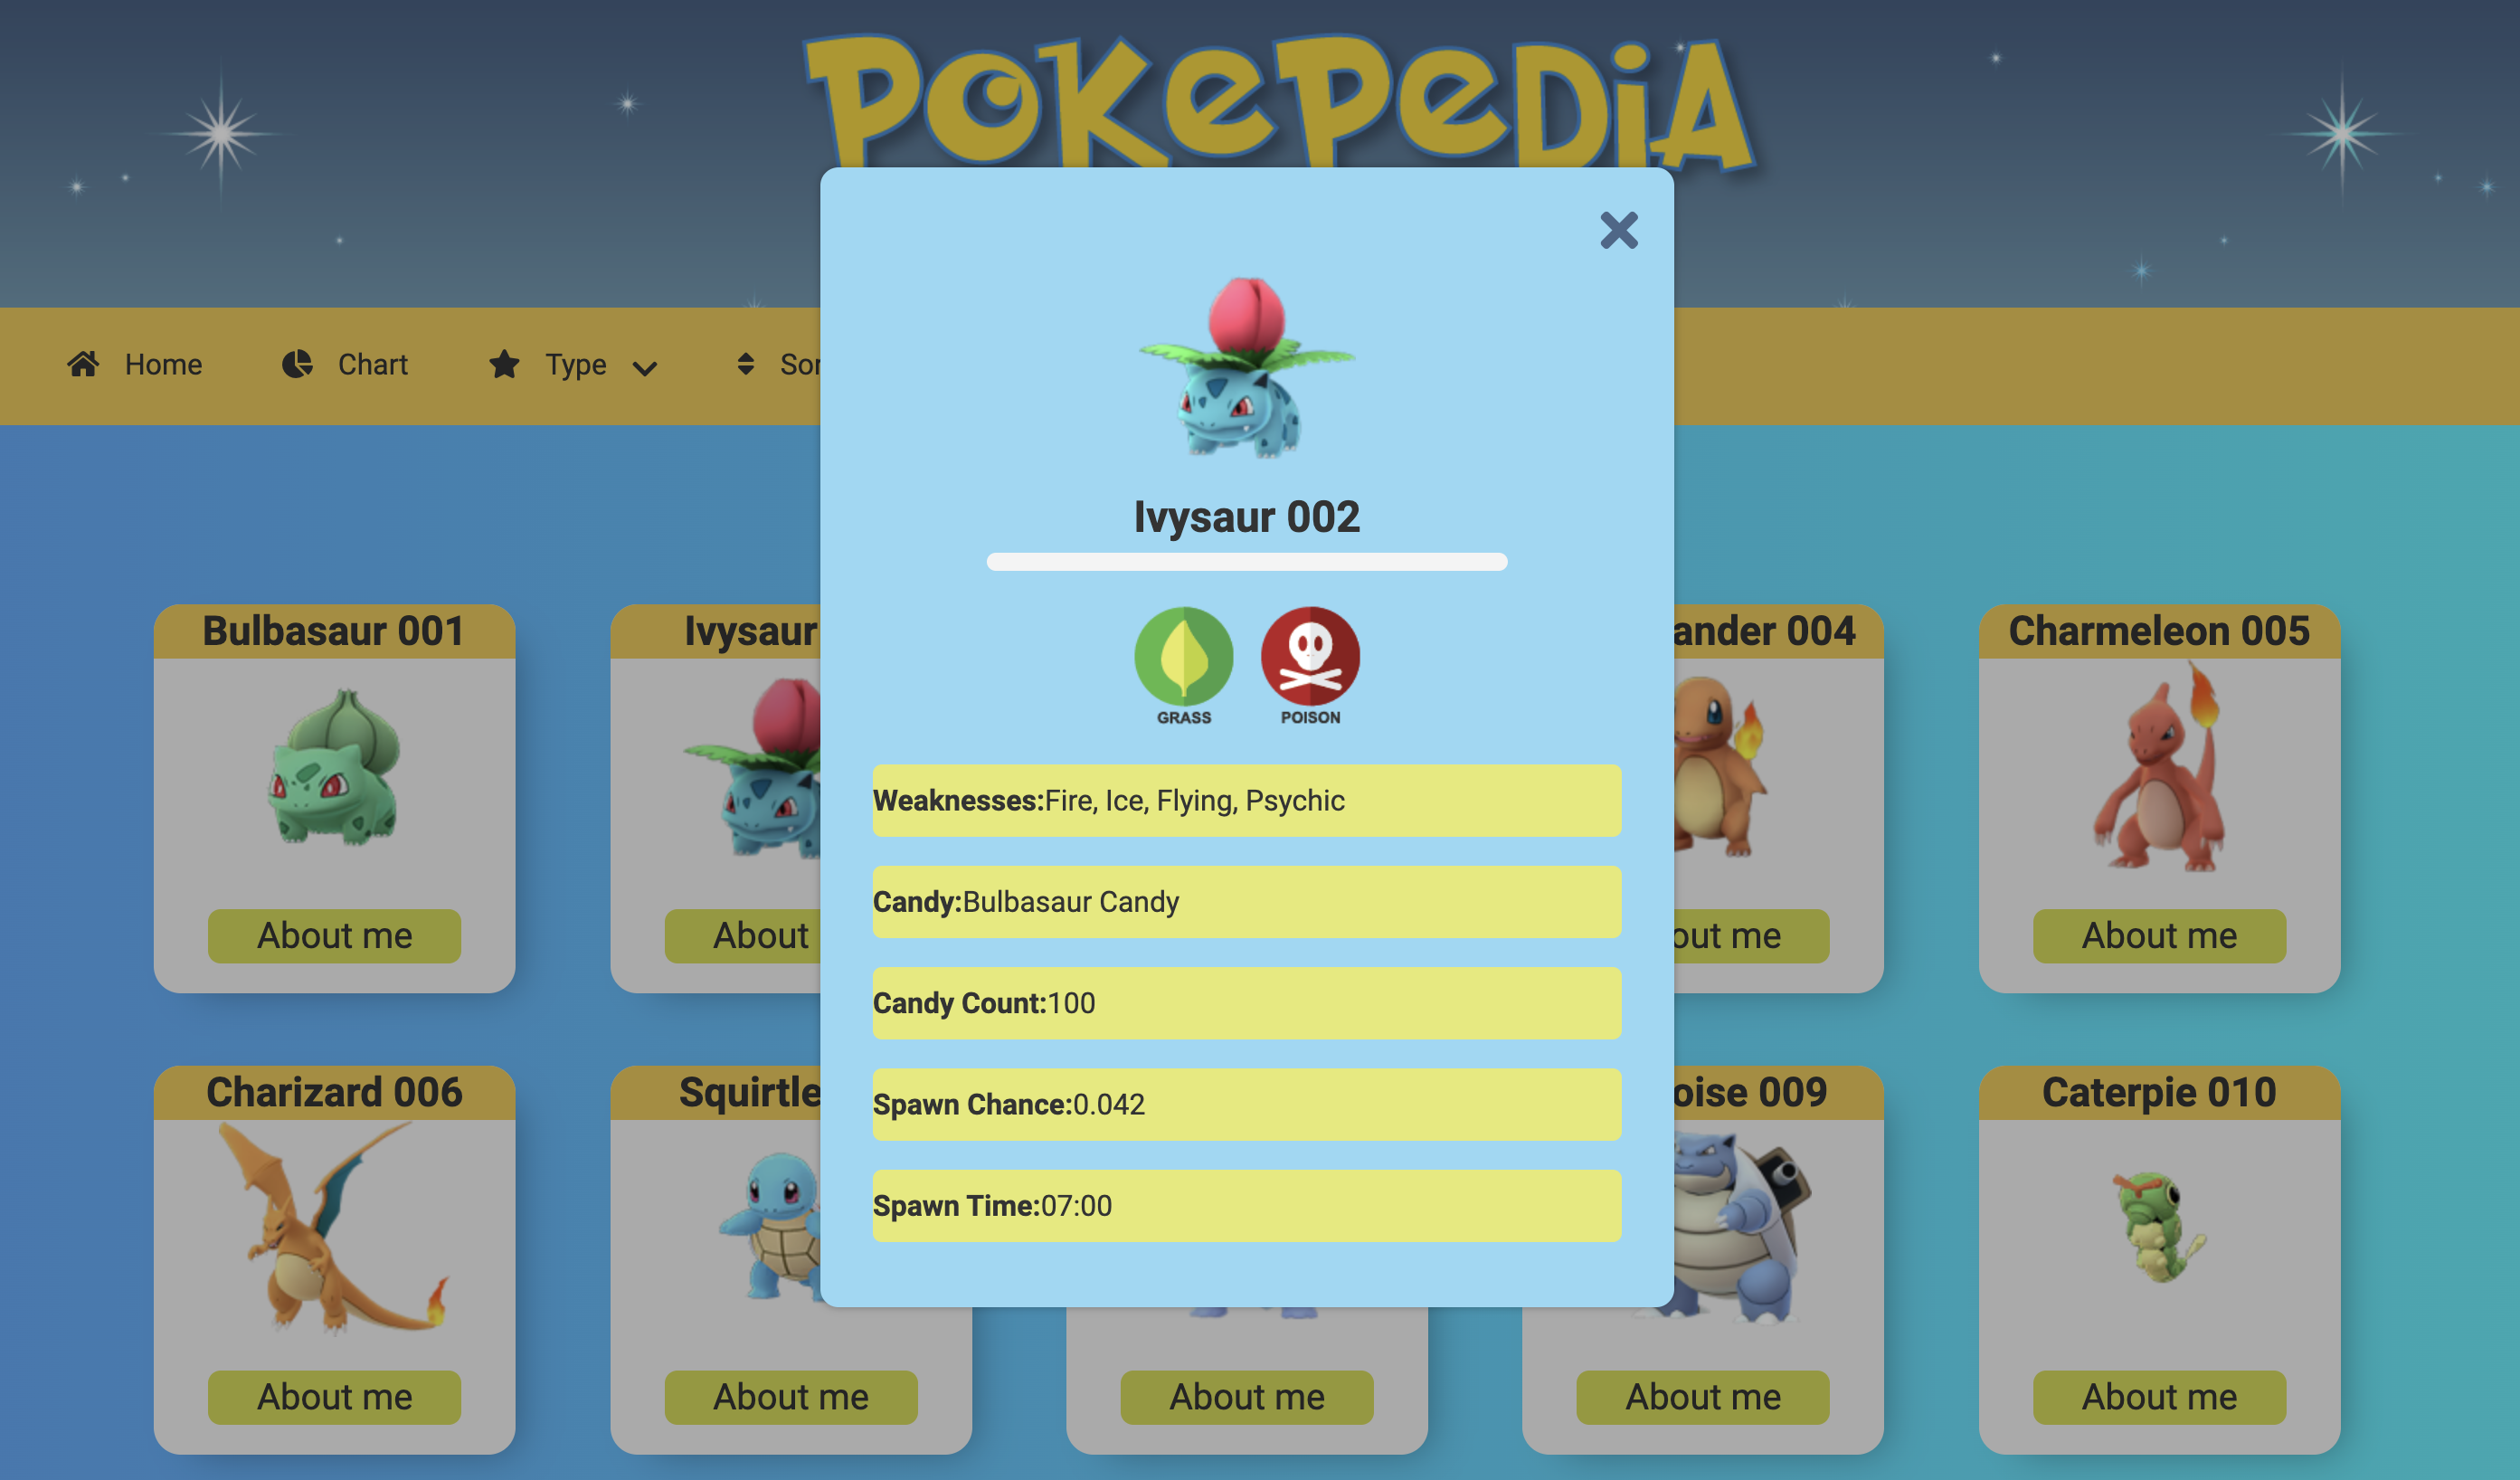 POKePeDiA
Home
Chart
Type
Sor
Ivysaur 002
GRASS
POISON
Weaknesses:Fire, Ice, Flying, Psychic
Candy:Bulbasaur Candy
Candy Count:100
Spawn Chance:0.042
Spawn Time:07:00
Bulbasaur 001
Ivysaur
ander 004
Charmeleon 005
About me
About
out me
About me
Charizard 006
Squirtle
oise 009
Caterpie 010
About me
About me
About me
About me
About me